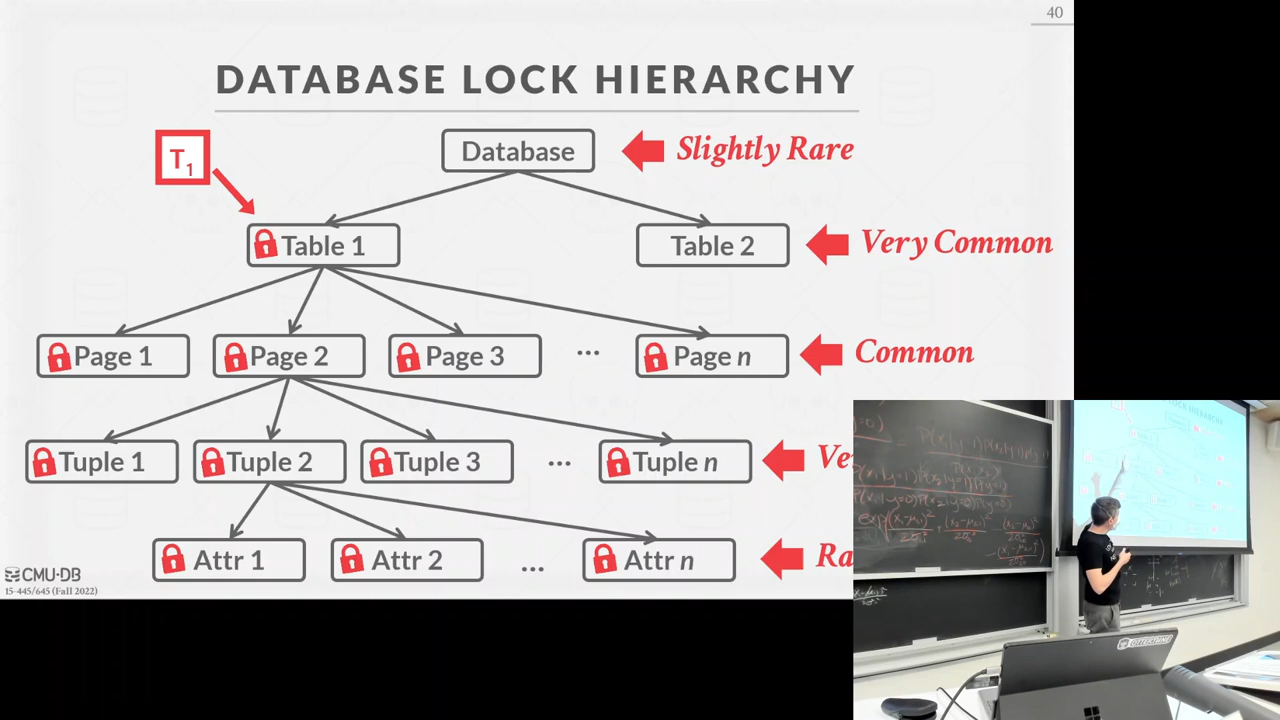 40
DATABASE LOCK HIERARCHY
T1
Database
Slightly Rare
Table 1
Table 2
Very Common
Page 1
Page 2
Page 3
...
Page n
Common
Tuple 1
Tuple 2
Tuple 3
...
Tuple n
Attr 1
Attr 2
...
Attr n
CMU·DB
15-445/645 (Fall 2022)
LOCK HIERARCHY